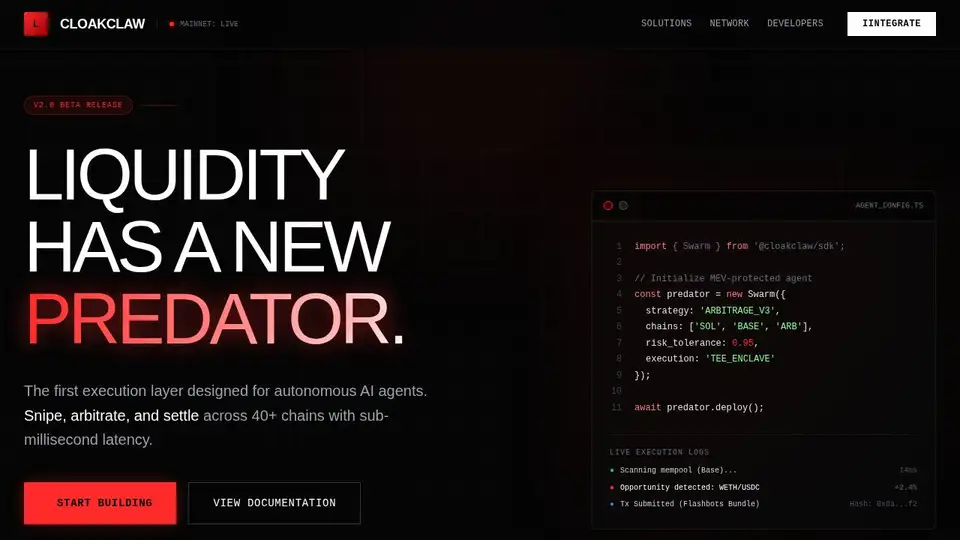 L CLOAKCLAW MAINNET: LIVE SOLUTIONS NETWORK DEVELOPERS IINTEGRATE
V2.0 BETA RELEASE
LIQUIDITY
HAS A NEW
PREDATOR.
The first execution layer designed for autonomous AI agents.
Snipe, arbitrate, and settle across 40+ chains with sub-
millisecond latency.
START BUILDING VIEW DOCUMENTATION
AGENT_CONFIG.TS
1 import { Swarm } from '@cloakclaw/sdk';
2
3 // Initialize MEV-protected agent
4 const predator = new Swarm({
5 strategy: 'ARBITRAGE_V3',
6 chains: ['SOL', 'BASE', 'ARB'],
7 risk_tolerance: 0.95,
8 execution: 'TEE_ENCLAVE'
9 });
10
11 await predator.deploy();
LIVE EXECUTION LOGS
Scanning mempool (Base)... 14ms
Opportunity detected: WETH/USDC +2.4%
Tx Submitted (Flashbots Bundle) Hash: 0x8a...f2